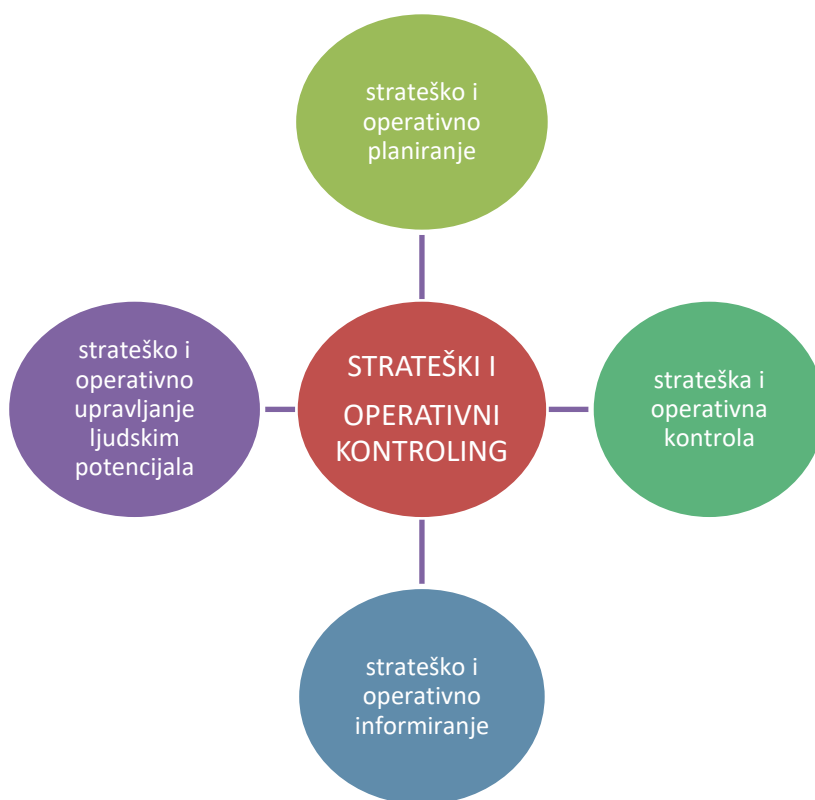 strateško i
operativno
planiranje
strateško i
operativno
upravljanje
ljudskim
potencijala
STRATEŠKI I
OPERATIVNI
KONTROLING
strateška i
operativna
kontrola
strateško i
operativno
informiranje